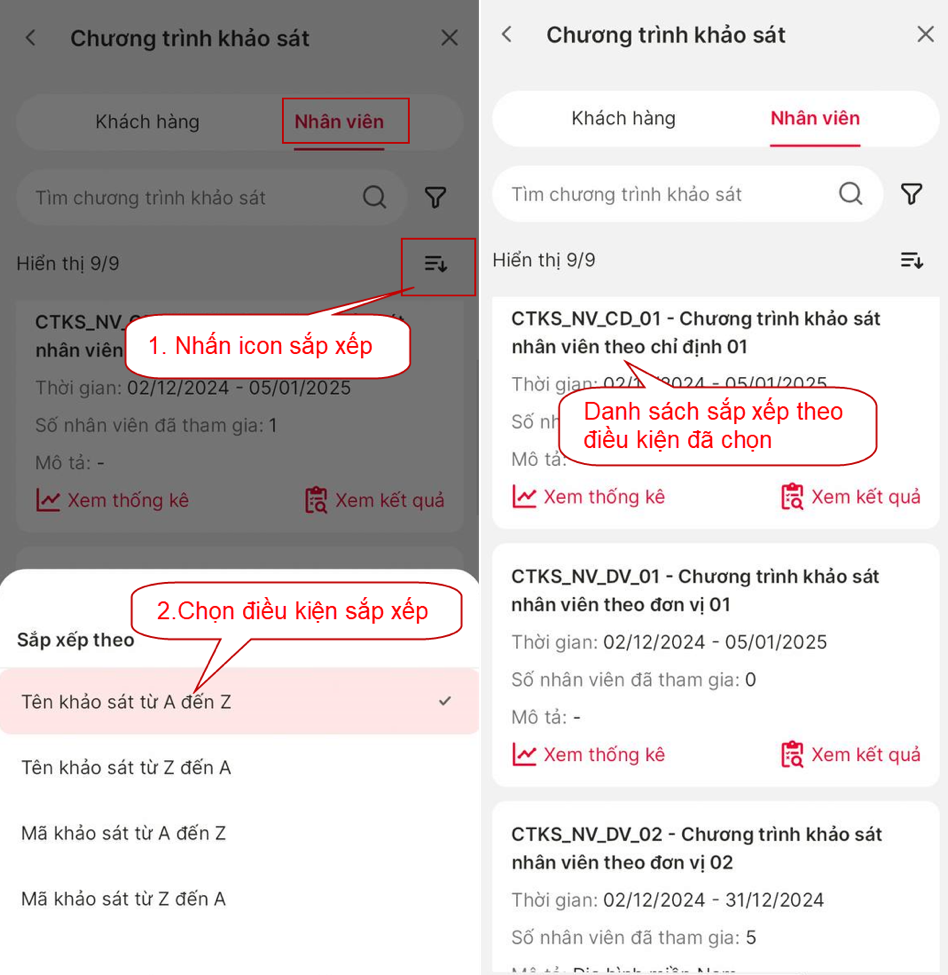 Chương trình khảo sát
Khách hàng
Nhân viên
Tìm chương trình khảo sát
Hiển thị 9/9
CTKS_NV_
nhân viên
1. Nhấn icon sắp xếp
Thời gian: 02/12/2024 - 05/01/2025
Số nhân viên đã tham gia: 1
Mô tả: -
Xem thống kê
Xem kết quả
2.Chọn điều kiện sắp xếp
Sắp xếp theo
Tên khảo sát từ A đến Z
Tên khảo sát từ Z đến A
Mã khảo sát từ A đến Z
Mã khảo sát từ Z đến A
Chương trình khảo sát
Khách hàng
Nhân viên
Tìm chương trình khảo sát
Hiển thị 9/9
CTKS_NV_CD_01 - Chương trình khảo sát
nhân viên theo chỉ định 01
Thời gian: 02/12/2024 - 05/01/2025
Danh sách sắp xếp theo
điều kiện đã chọn
Số
Mô tả:
Xem thống kê
Xem kết quả
CTKS_NV_DV_01 - Chương trình khảo sát
nhân viên theo đơn vị 01
Thời gian: 02/12/2024 - 05/01/2025
Số nhân viên đã tham gia: 0
Mô tả: -
Xem thống kê
Xem kết quả
CTKS_NV_DV_02 - Chương trình khảo sát
nhân viên theo đơn vị 02
Thời gian: 02/12/2024 - 31/12/2024
Số nhân viên đã tham gia: 5
Mô tả: Địa hình miền Nam